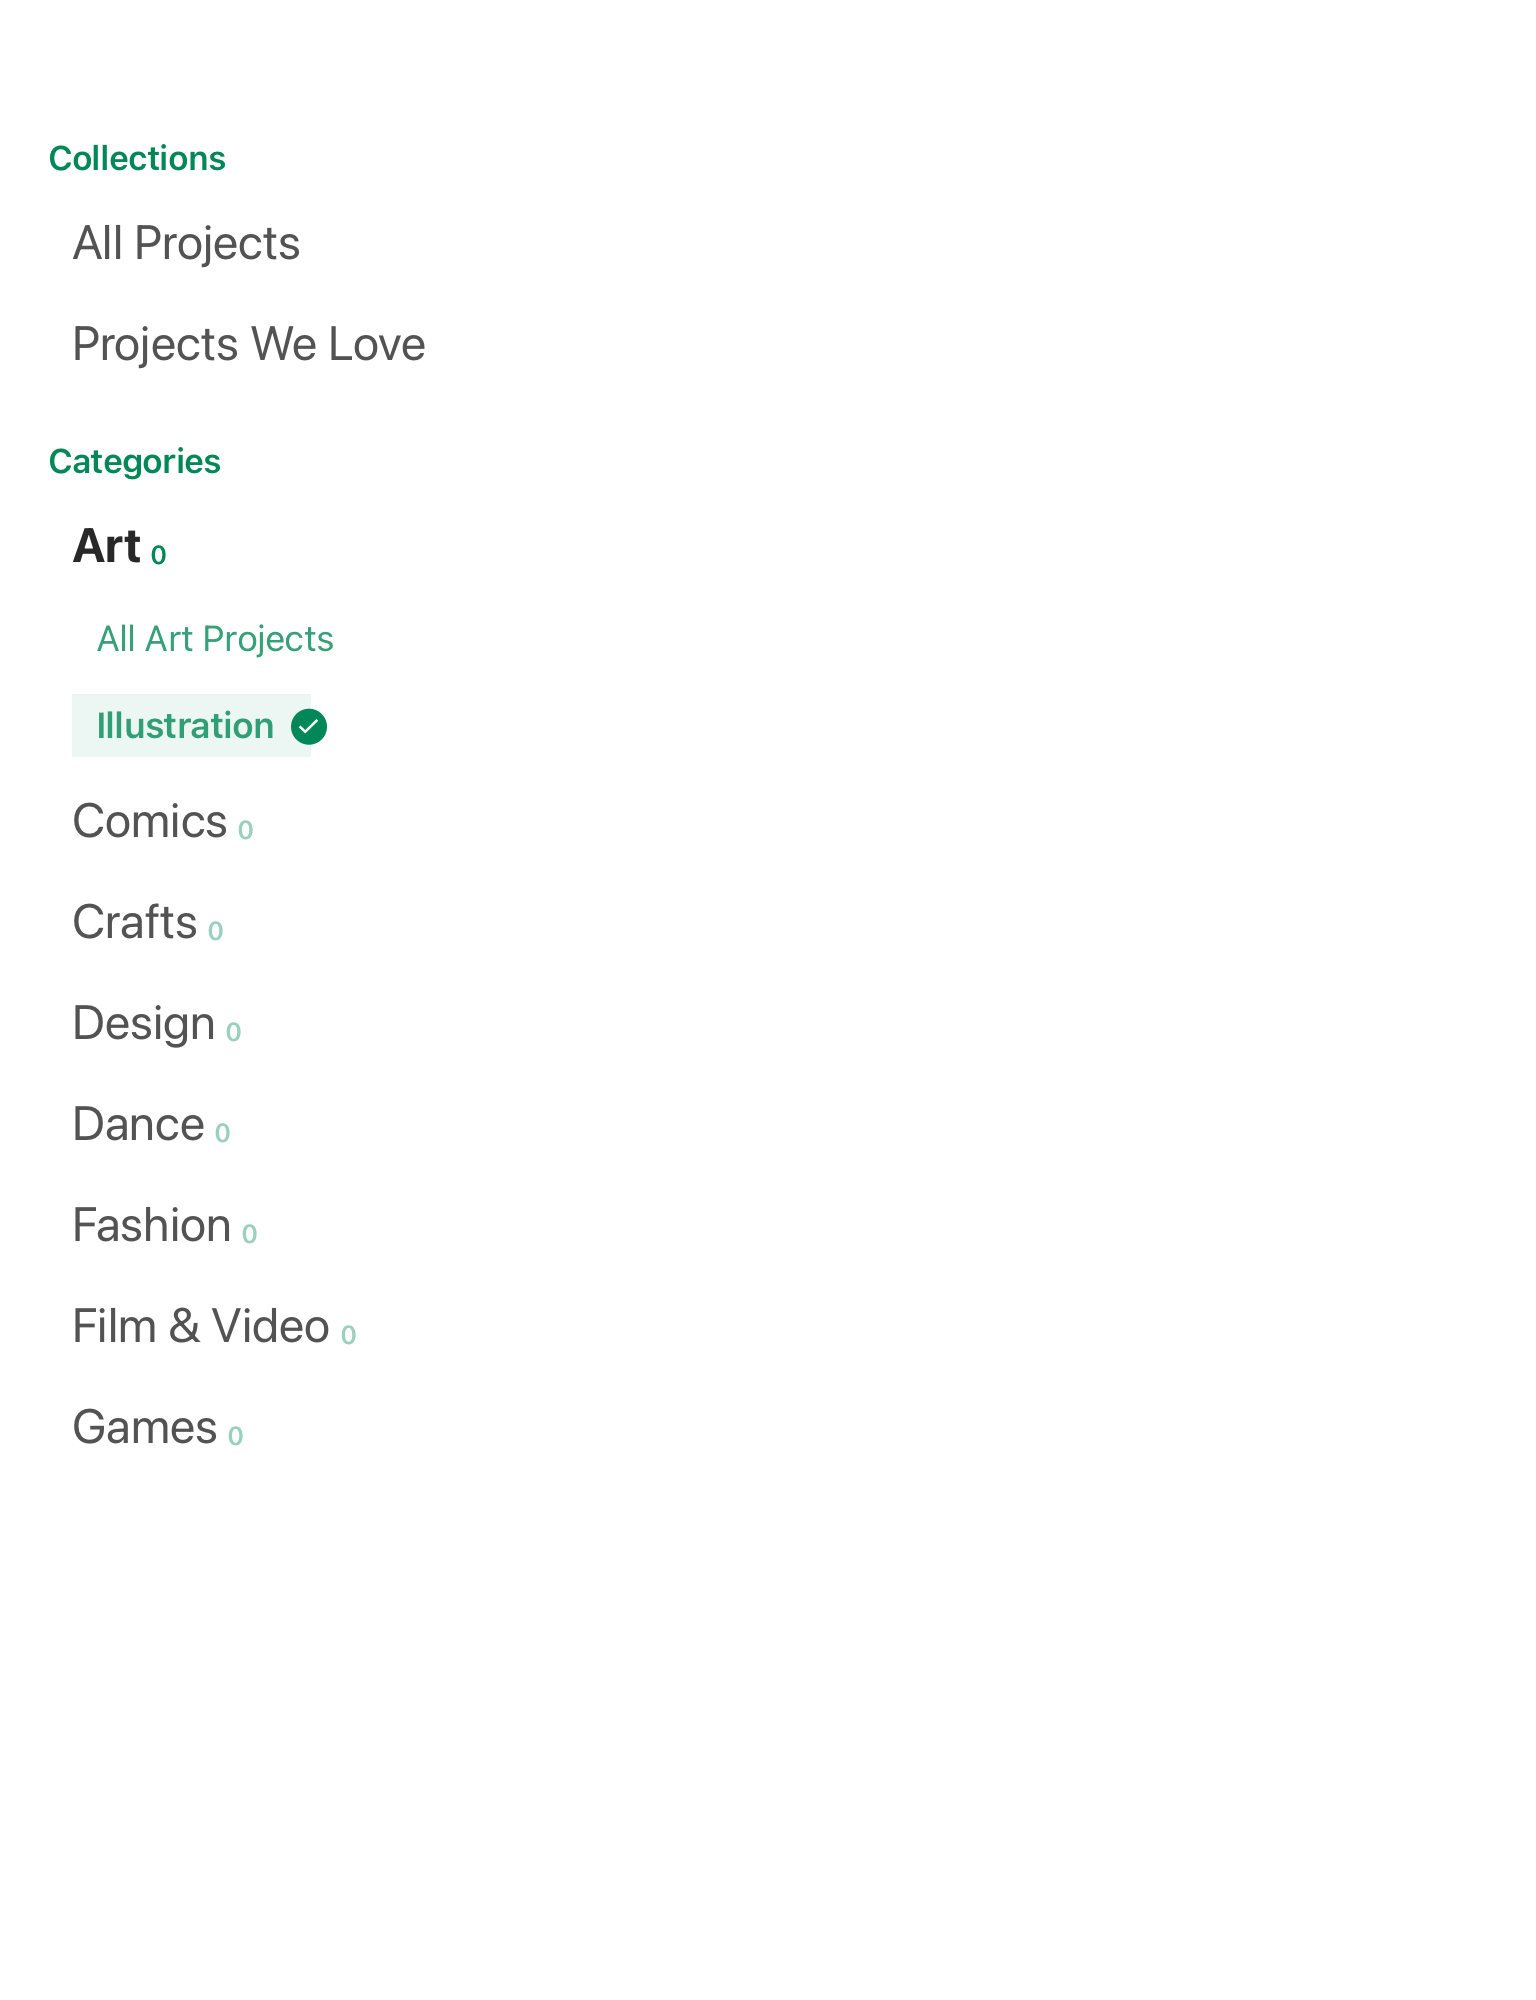 Collections
All Projects
Projects We Love
Categories
Art 0
All Art Projects
Illustration
Comics 0
Crafts 0
Design 0
Dance 0
Fashion 0
Film & Video 0
Games 0